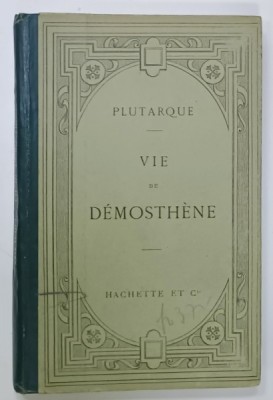 PLUTARQUE
VIE
DE
DÉMOSTHÈNE
HACHETTE ET Cie